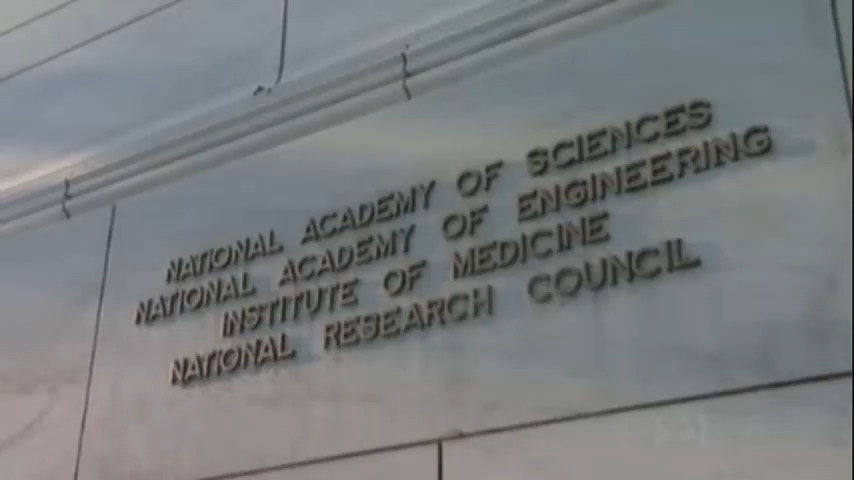 NATIONAL ACADEMY OF SCIENCES
NATIONAL ACADEMY OF ENGINEERING
INSTITUTE OF MEDICINE
NATIONAL RESEARCH COUNCIL